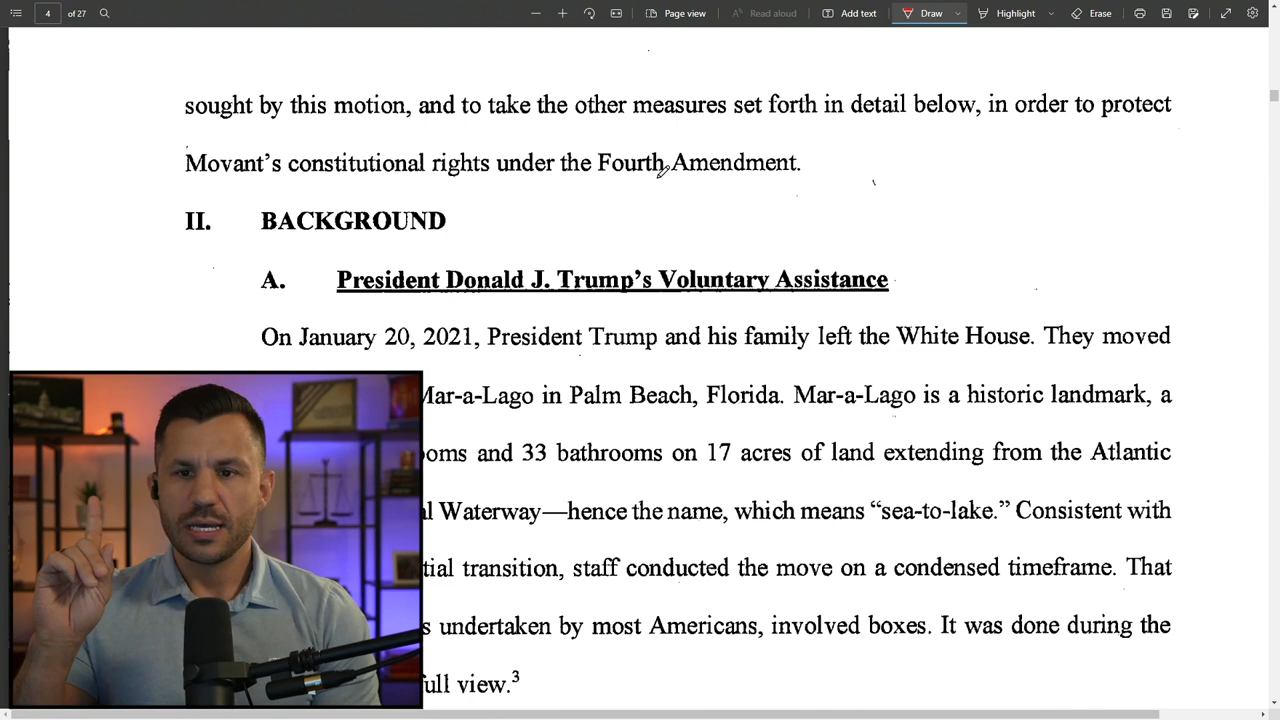 4 of 27 Page view Read aloud Add text Draw Highlight Erase
sought by this motion, and to take the other measures set forth in detail below, in order to protect
Movant's constitutional rights under the Fourth Amendment.
II. BACKGROUND
A. President Donald J. Trump's Voluntary Assistance
On January 20, 2021, President Trump and his family left the White House. They moved
Mar-a-Lago in Palm Beach, Florida. Mar-a-Lago is a historic landmark, a
and 33 bathrooms on 17 acres of land extending from the Atlantic
Waterway—hence the name, which means “sea-to-lake.” Consistent with
transition, staff conducted the move on a condensed timeframe. That
undertaken by most Americans, involved boxes. It was done during the
view.3